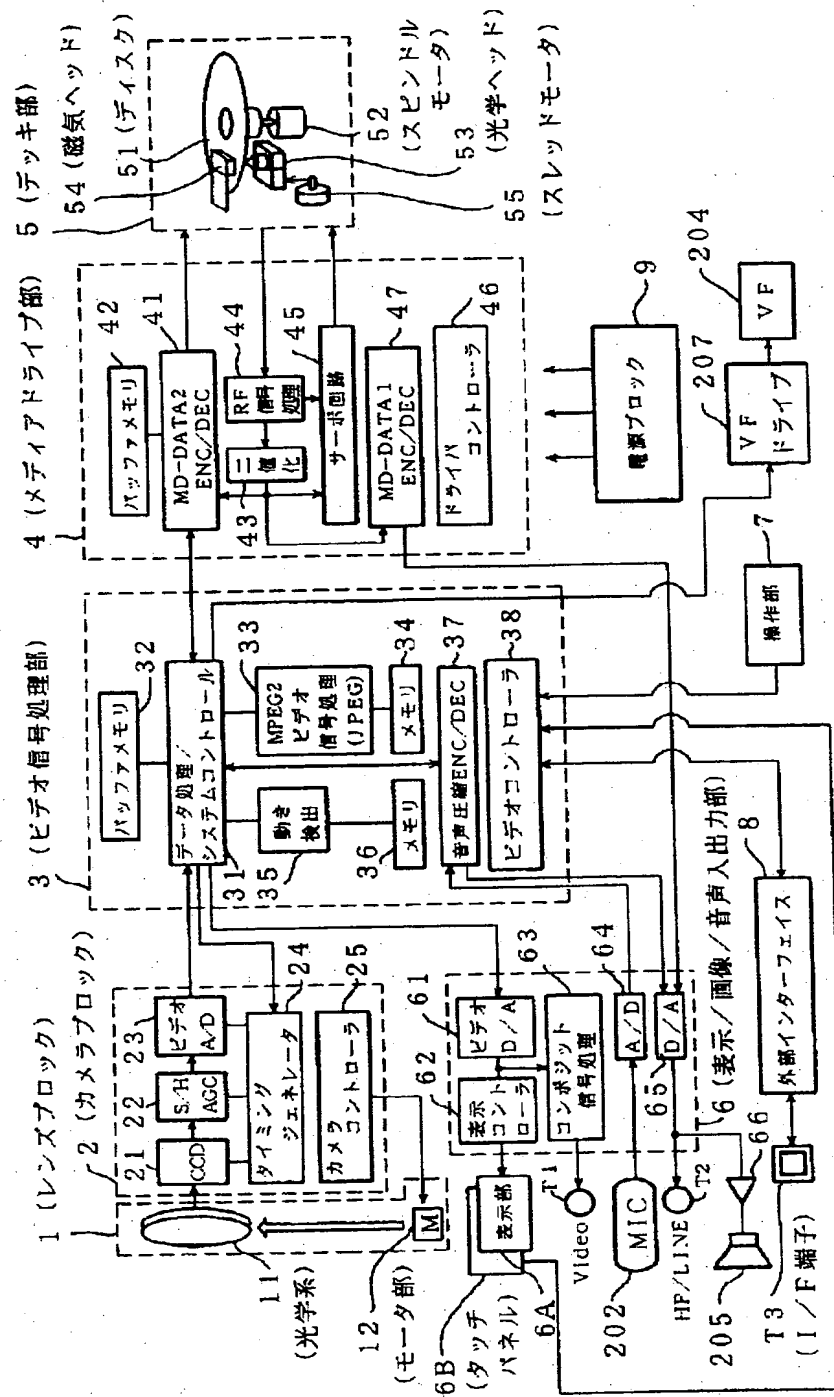 1 (レンズブロック)
2 (カメラブロック)
21
CCD
22
S/H
AGC
23
ビデオ
A/D
タイミング
ジェネレータ
24
カメラ
コントローラ
25
11
(光学系)
12
(モータ部)
M
3 (ビデオ信号処理部)
バッファメモリ
32
データ処理/
システムコントロール
31
MPEG2
ビデオ
信号処理
(JPEG)
33
メモリ
34
動き
検出
35
メモリ
36
音声圧縮ENC/DEC
37
ビデオコントローラ
38
4 (メディアドライブ部)
バッファメモリ
42
MD-DATA2
ENC/DEC
41
RF
信号
処理
44
二値
化
43
サーボ回路
45
MD-DATA1
ENC/DEC
47
ドライバ
コントローラ
46
5 (デッキ部)
54 (磁気ヘッド)
51 (ディスク)
52
(スピンドル
モータ)
53
(光学ヘッド)
55
(スレッドモータ)
6B
(タッチ
パネル)
表示部
6A
62
表示
コント
ローラ
61
ビデオ
D/A
コンポジット
信号処理
63
Video
T1
MIC
202
A/D
64
D/A
65
HP/LINE
T2
6 (表示/画像/音声入出力部)
66
205
T3
(I/F端子)
外部インターフェイス
8
操作部
7
電源ブロック
9
VF
ドライブ
207
VF
204